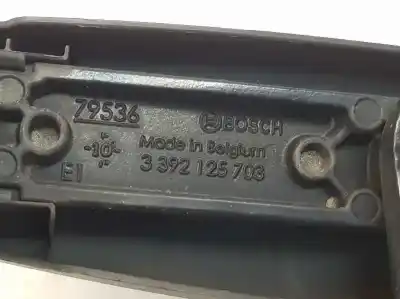 79536
BOSCH
Made in Belgium
-10-
3 392 125 703
E1